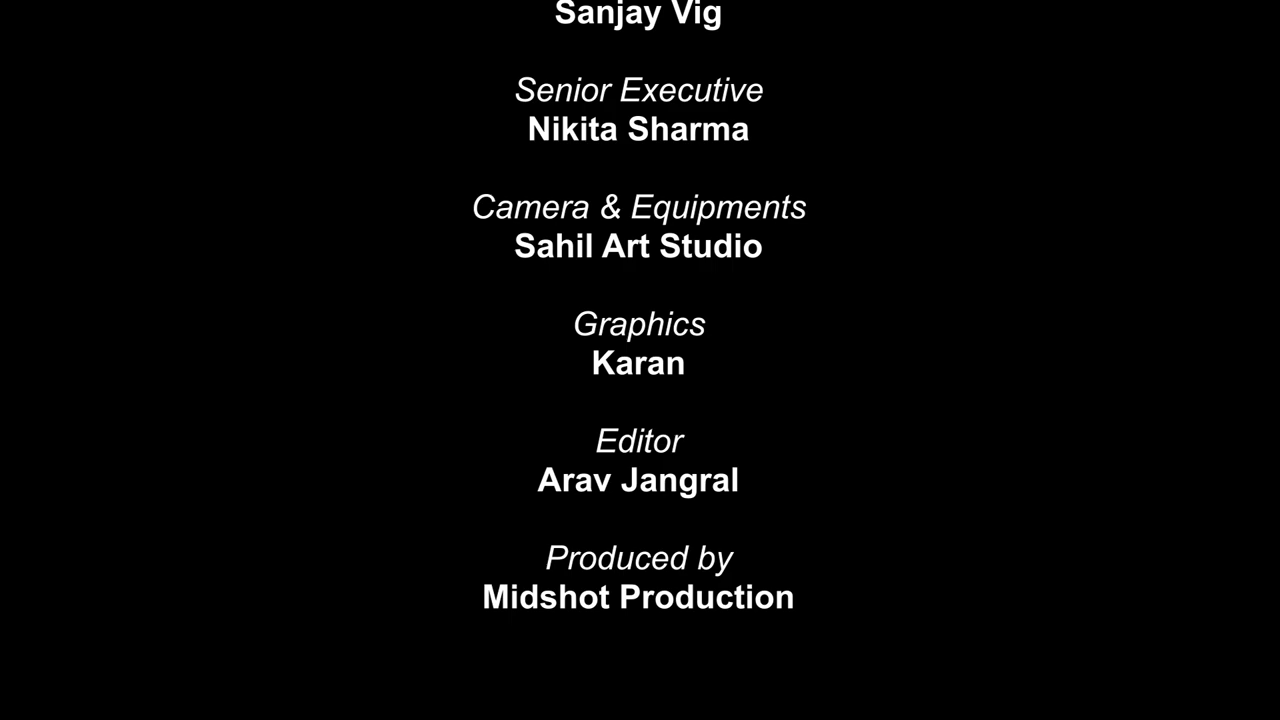 Sanjay Vig
Senior Executive
Nikita Sharma
Camera & Equipments
Sahil Art Studio
Graphics
Karan
Editor
Arav Jangral
Produced by
Midshot Production